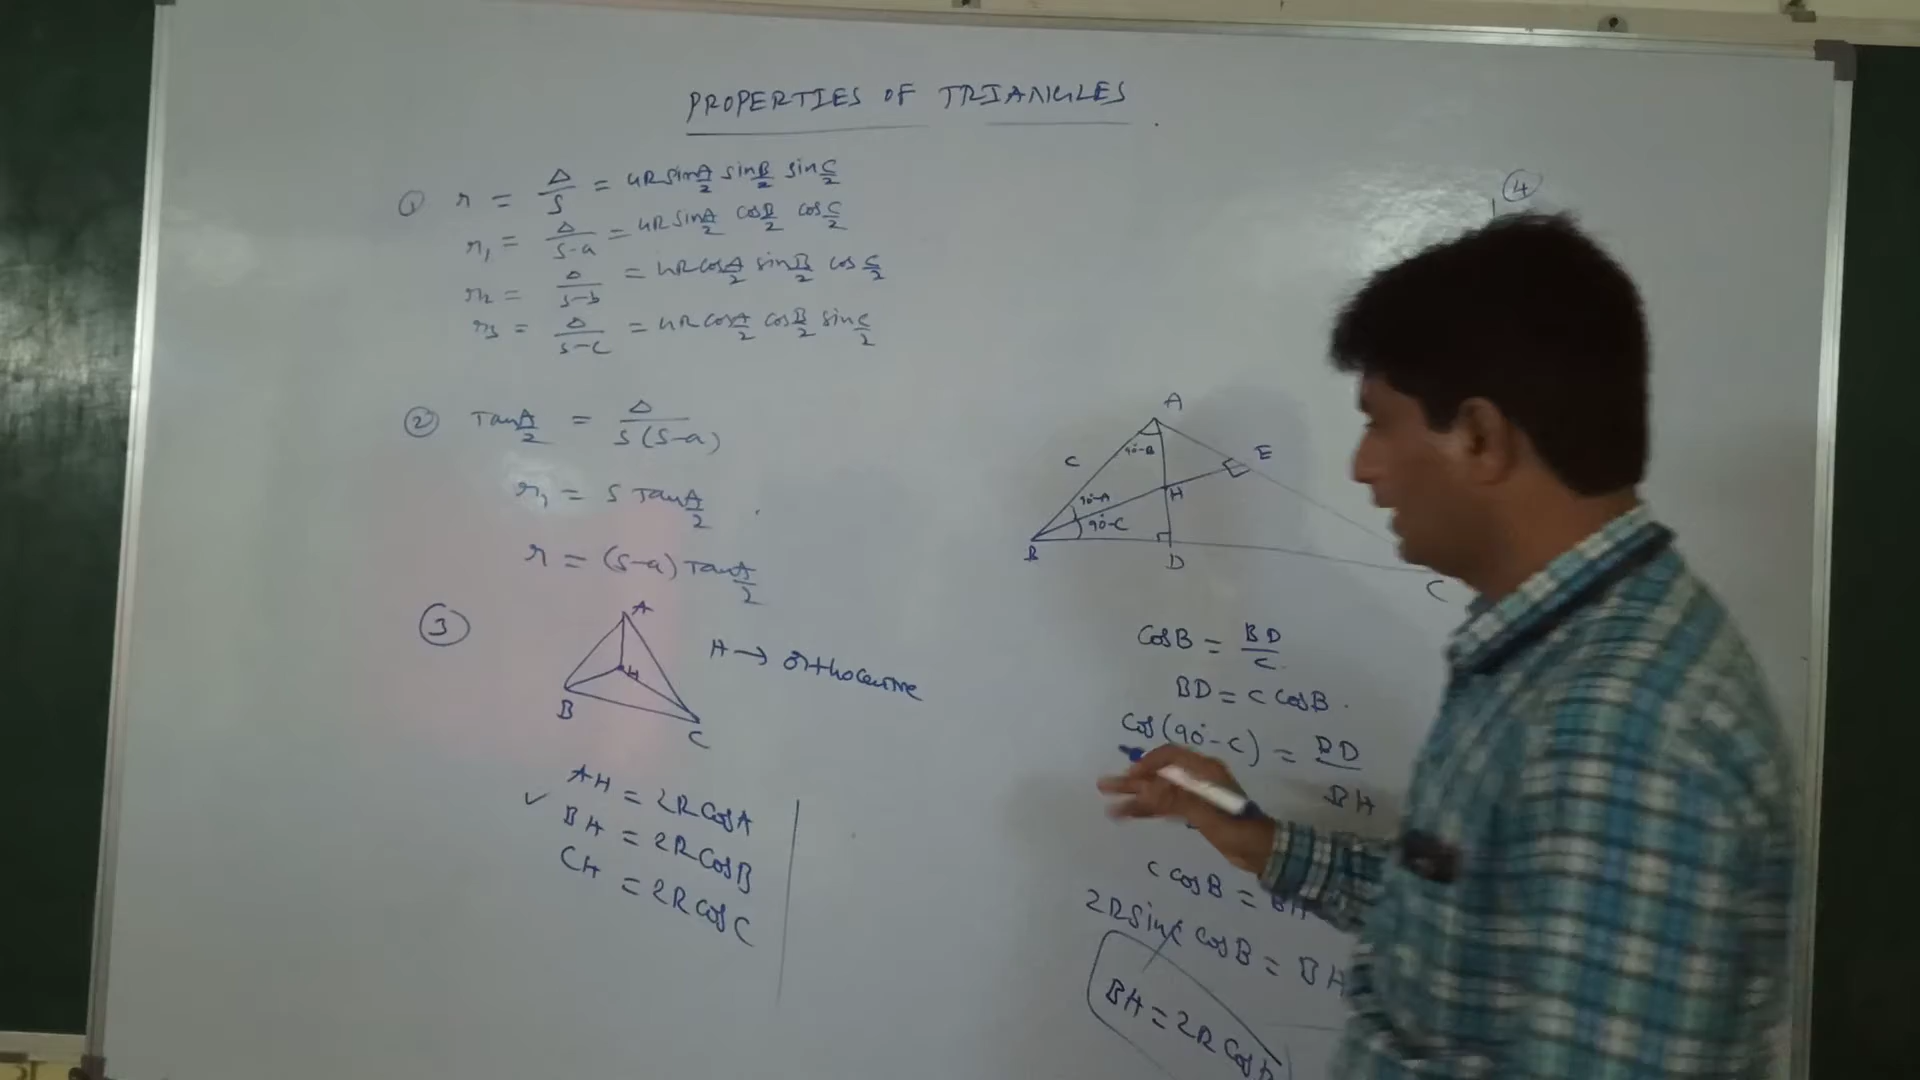 PROPERTIES OF TRIANGLES
① r = Δ/s = 4R sin A/2 sin B/2 sin C/2
r₁ = Δ/s-a = 4R sin A/2 cos B/2 cos C/2
r₂ = Δ/s-b = 4R cos A/2 sin B/2 cos C/2
r₃ = Δ/s-c = 4R cos A/2 cos B/2 sin C/2
② Tan A/2 = Δ/s(s-a)
r₁ = s Tan A/2
r = (s-a) Tan A/2
③
A
H
B
C
H → orthocentre
AH = 2R cos A
✓ BH = 2R cos B
CH = 2R cos C
④
A
E
C
90°-B
H
90°-A
90°-C
B
D
C
cos B = BD/c
BD = c cos B.
cos(90°-C) = BD/BH
c cos B = BH
2R sin C cos B = BH
BH = 2R cos B